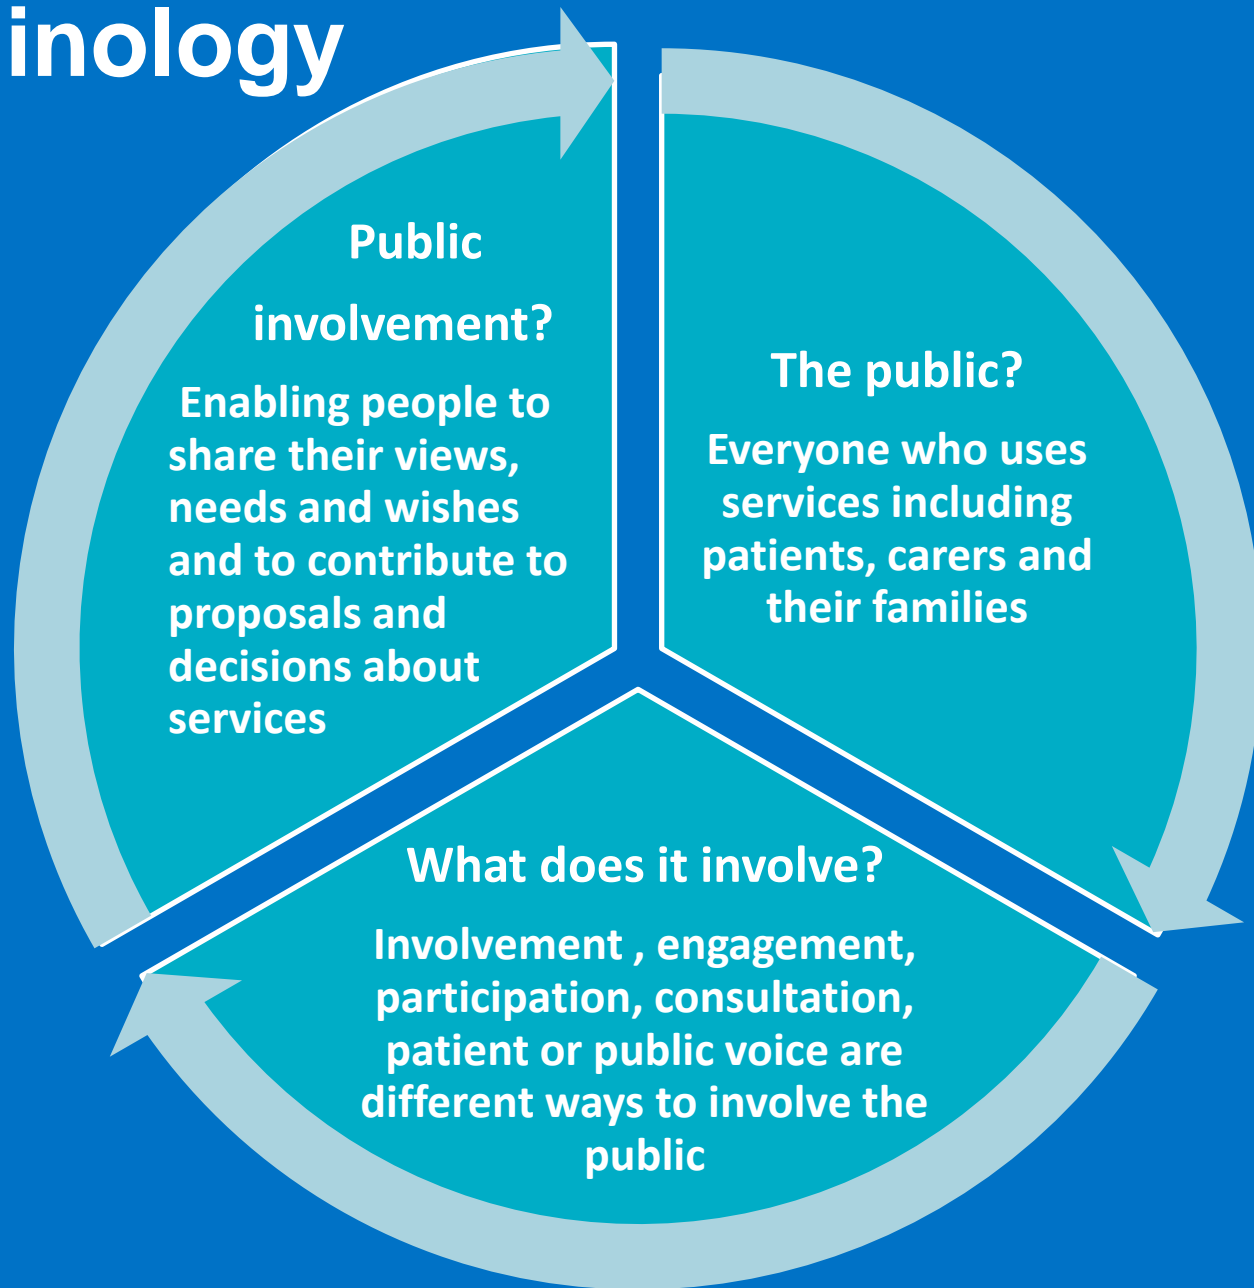 inology
Public
involvement?
Enabling people to
share their views,
needs and wishes
and to contribute to
proposals and
decisions about
services
The public?
Everyone who uses
services including
patients, carers and
their families
What does it involve?
Involvement , engagement,
participation, consultation,
patient or public voice are
different ways to involve the
public